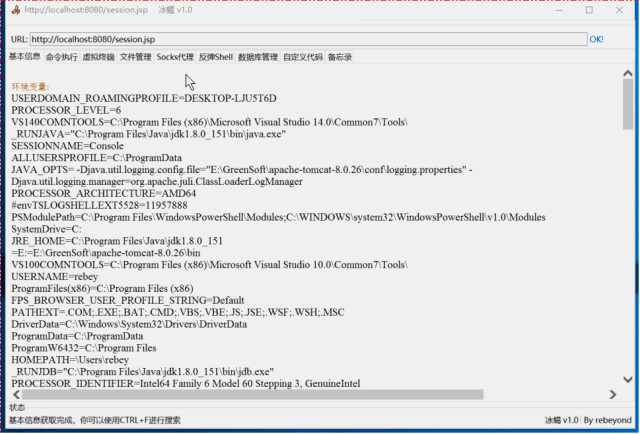 http://localhost:8080/session.jsp 冰蝎 v1.0
URL: http://localhost:8080/session.jsp OK!
基本信息 命令执行 虚拟终端 文件管理 Socks代理 反弹Shell 数据库管理 自定义代码 备忘录
环境变量:
USERDOMAIN_ROAMINGPROFILE=DESKTOP-LJU5T6D
PROCESSOR_LEVEL=6
VS140COMNTOOLS=C:\Program Files (x86)\Microsoft Visual Studio 14.0\Common7\Tools\
_RUNJAVA="C:\Program Files\Java\jdk1.8.0_151\bin\java.exe"
SESSIONNAME=Console
ALLUSERSPROFILE=C:\ProgramData
JAVA_OPTS= -Djava.util.logging.config.file="E:\GreenSoft\apache-tomcat-8.0.26\conf\logging.properties" -
Djava.util.logging.manager=org.apache.juli.ClassLoaderLogManager
PROCESSOR_ARCHITECTURE=AMD64
#envTSLOGSHELLEXT5528=11957888
PSModulePath=C:\Program Files\WindowsPowerShell\Modules;C:\WINDOWS\system32\WindowsPowerShell\v1.0\Modules
SystemDrive=C:
JRE_HOME=C:\Program Files\Java\jdk1.8.0_151
=E:=E:\GreenSoft\apache-tomcat-8.0.26\bin
VS100COMNTOOLS=C:\Program Files (x86)\Microsoft Visual Studio 10.0\Common7\Tools\
USERNAME=rebey
ProgramFiles(x86)=C:\Program Files (x86)
FPS_BROWSER_USER_PROFILE_STRING=Default
PATHEXT=.COM;.EXE;.BAT;.CMD;.VBS;.VBE;.JS;.JSE;.WSF;.WSH;.MSC
DriverData=C:\Windows\System32\Drivers\DriverData
ProgramData=C:\ProgramData
ProgramW6432=C:\Program Files
HOMEPATH=\Users\rebey
_RUNJDB="C:\Program Files\Java\jdk1.8.0_151\bin\jdb.exe"
PROCESSOR_IDENTIFIER=Intel64 Family 6 Model 60 Stepping 3, GenuineIntel
状态
基本信息获取完成，你可以使用CTRL+F进行搜索 冰蝎 v1.0 By rebeyond